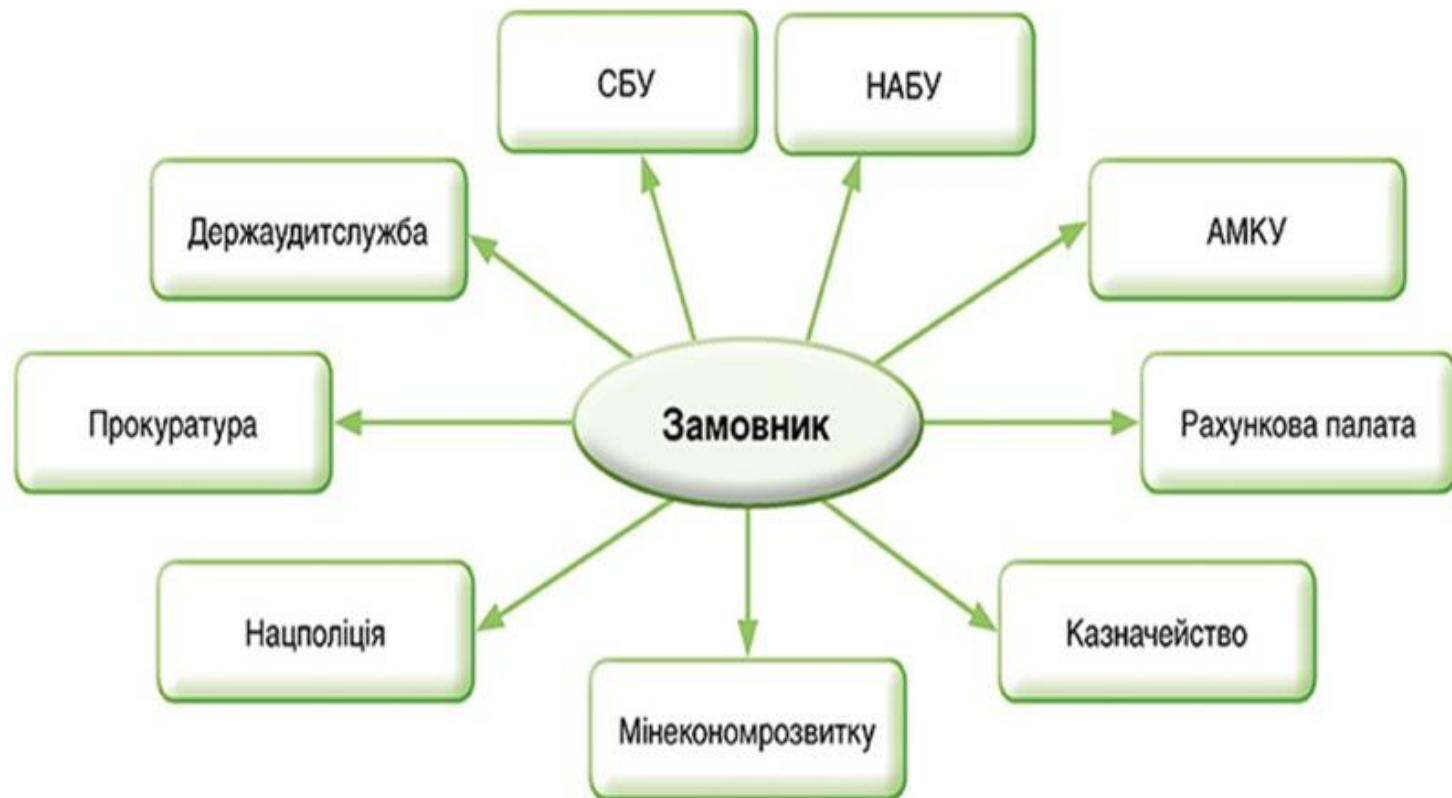 СБУ
НАБУ
Держаудитслужба
АМКУ
Прокуратура
Замовник
Рахункова палата
Нацполіція
Казначейство
Мінекономрозвитку